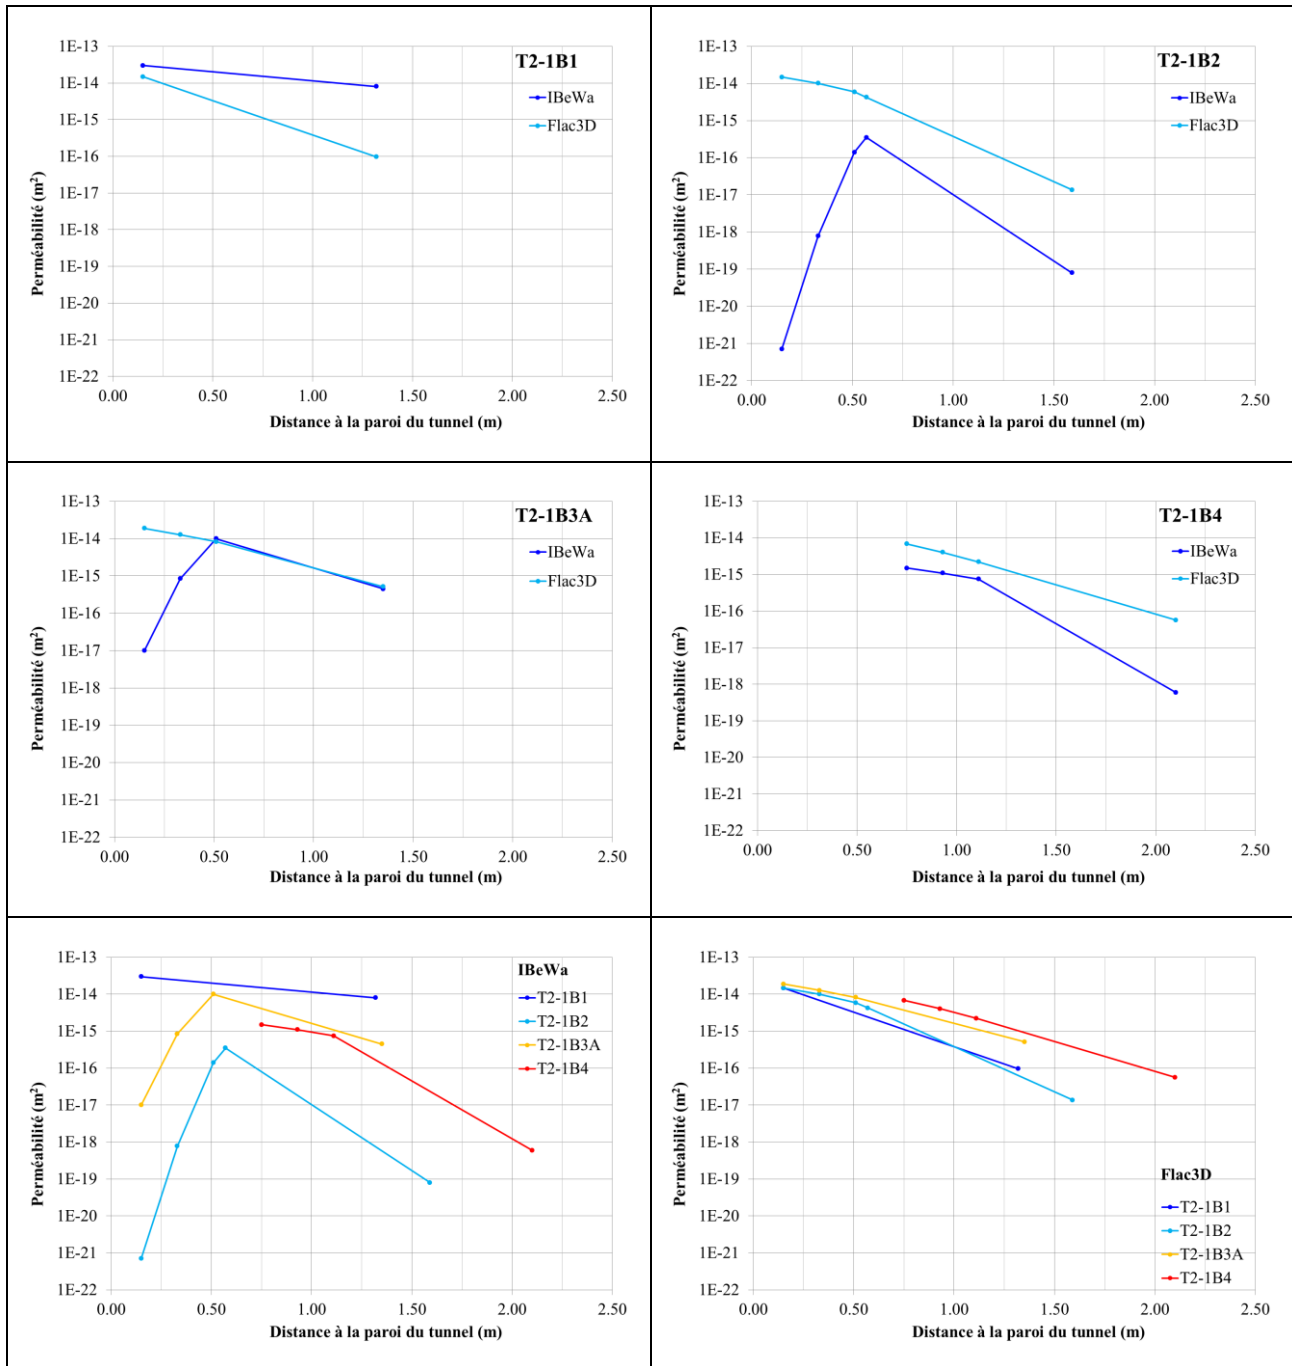 T2-1B1
IBeWa
Flac3D
1E-13
1E-14
1E-15
1E-16
1E-17
1E-18
1E-19
1E-20
1E-21
1E-22
Perméabilité (m²)
0.00 0.50 1.00 1.50 2.00 2.50
Distance à la paroi du tunnel (m)
T2-1B2
IBeWa
Flac3D
1E-13
1E-14
1E-15
1E-16
1E-17
1E-18
1E-19
1E-20
1E-21
1E-22
Perméabilité (m²)
0.00 0.50 1.00 1.50 2.00 2.50
Distance à la paroi du tunnel (m)
T2-1B3A
IBeWa
Flac3D
1E-13
1E-14
1E-15
1E-16
1E-17
1E-18
1E-19
1E-20
1E-21
1E-22
Perméabilité (m²)
0.00 0.50 1.00 1.50 2.00 2.50
Distance à la paroi du tunnel (m)
T2-1B4
IBeWa
Flac3D
1E-13
1E-14
1E-15
1E-16
1E-17
1E-18
1E-19
1E-20
1E-21
1E-22
Perméabilité (m²)
0.00 0.50 1.00 1.50 2.00 2.50
Distance à la paroi du tunnel (m)
IBeWa
T2-1B1
T2-1B2
T2-1B3A
T2-1B4
1E-13
1E-14
1E-15
1E-16
1E-17
1E-18
1E-19
1E-20
1E-21
1E-22
Perméabilité (m²)
0.00 0.50 1.00 1.50 2.00 2.50
Distance à la paroi du tunnel (m)
Flac3D
T2-1B1
T2-1B2
T2-1B3A
T2-1B4
1E-13
1E-14
1E-15
1E-16
1E-17
1E-18
1E-19
1E-20
1E-21
1E-22
Perméabilité (m²)
0.00 0.50 1.00 1.50 2.00 2.50
Distance à la paroi du tunnel (m)